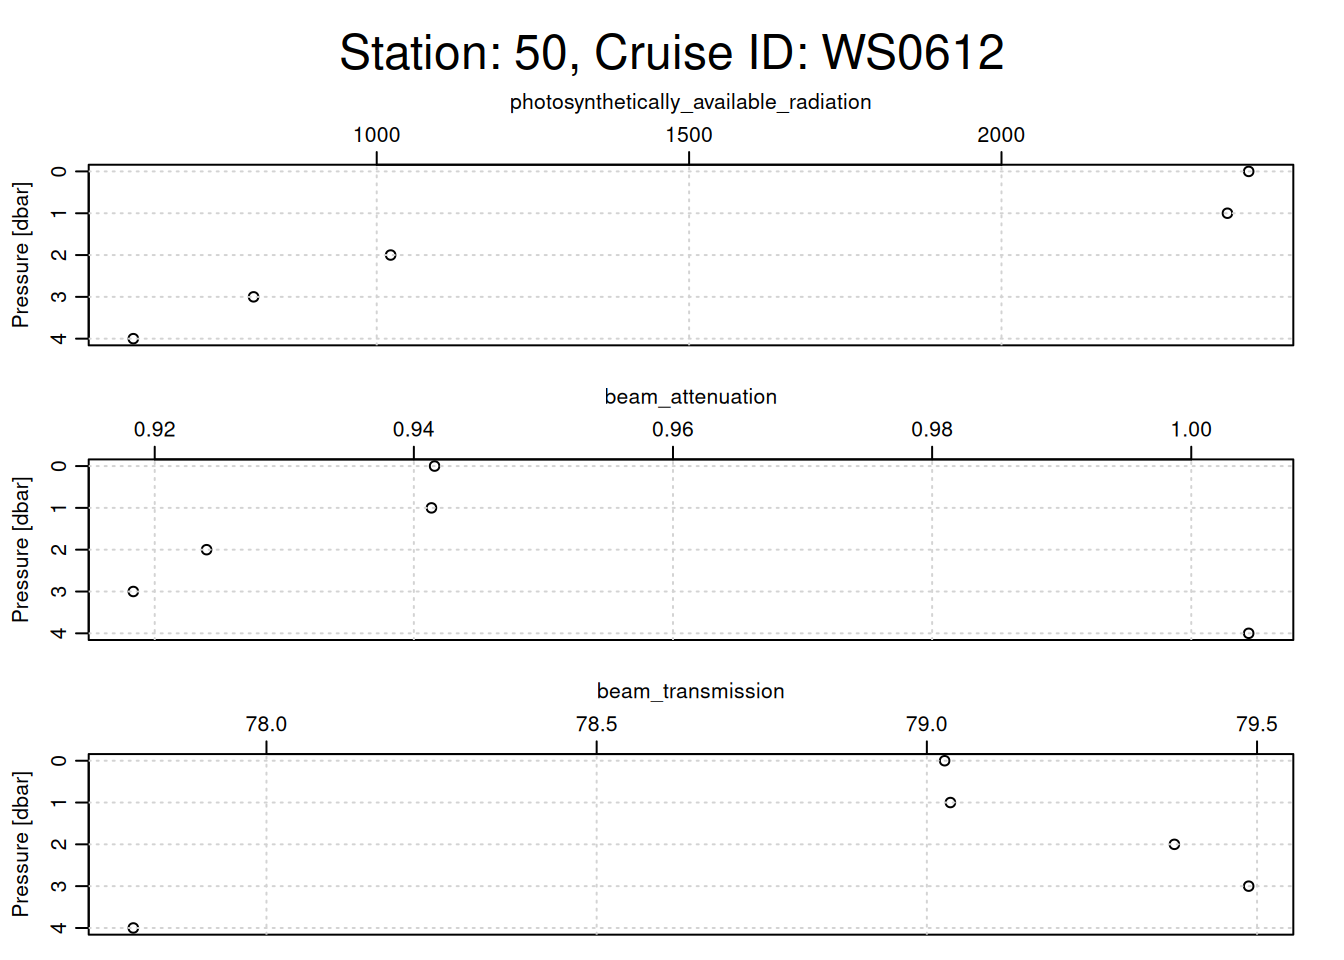 Station: 50, Cruise ID: WS0612
photosynthetically_available_radiation
1000 1500 2000
Pressure [dbar]
0
1
2
3
4
beam_attenuation
0.92 0.94 0.96 0.98 1.00
Pressure [dbar]
0
1
2
3
4
beam_transmission
78.0 78.5 79.0 79.5
Pressure [dbar]
0
1
2
3
4